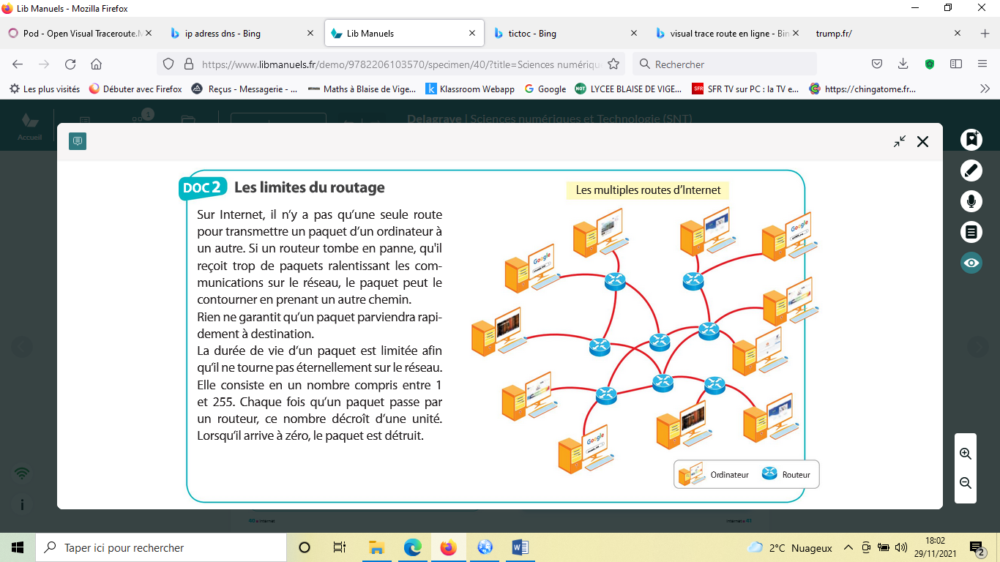 Lib Manuels - Mozilla Firefox
Pod - Open Visual Traceroute.M
ip adress dns - Bing
Lib Manuels
tictoc - Bing
visual trace route en ligne - Bin
trump.fr/
https://www.libmanuels.fr/demo/9782206103570/specimen/40/?title=Sciences numérique
Rechercher
Les plus visités
Débuter avec Firefox
Reçus - Messagerie - ...
Maths à Blaise de Vige...
Klassroom Webapp
Google
LYCEE BLAISE DE VIGE...
SFR TV sur PC : la TV e...
https://chingatome.fr...
Accueil
1
Delagrave | Sciences numériques et Technologie (SNT)
DOC 2 Les limites du routage
Sur Internet, il n’y a pas qu’une seule route
pour transmettre un paquet d’un ordinateur à
un autre. Si un routeur tombe en panne, qu'il
reçoit trop de paquets ralentissant les com-
munications sur le réseau, le paquet peut le
contourner en prenant un autre chemin.
Rien ne garantit qu’un paquet parviendra rapi-
dement à destination.
La durée de vie d’un paquet est limitée afin
qu’il ne tourne pas éternellement sur le réseau.
Elle consiste en un nombre compris entre 1
et 255. Chaque fois qu’un paquet passe par
un routeur, ce nombre décroît d’une unité.
Lorsqu’il arrive à zéro, le paquet est détruit.
Les multiples routes d’Internet
Google
Google
Google
Ordinateur
Routeur
Taper ici pour rechercher
2°C Nuageux
18:02
29/11/2021
2